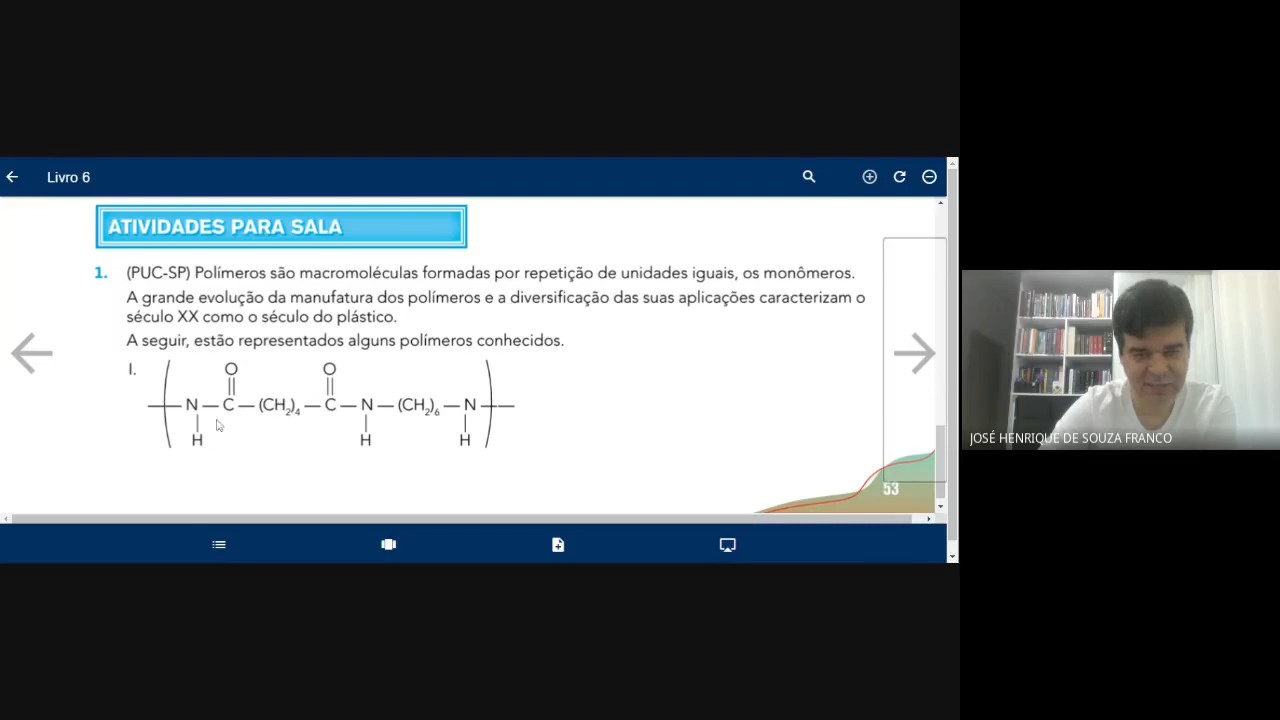 Livro 6
ATIVIDADES PARA SALA
1. (PUC-SP) Polímeros são macromoléculas formadas por repetição de unidades iguais, os monômeros.
A grande evolução da manufatura dos polímeros e a diversificação das suas aplicações caracterizam o
século XX como o século do plástico.
A seguir, estão representados alguns polímeros conhecidos.
I.
O O
N — C — (CH₂)₄ — C — N — (CH₂)₆ — N
H H H
53
JOSÉ HENRIQUE DE SOUZA FRANCO